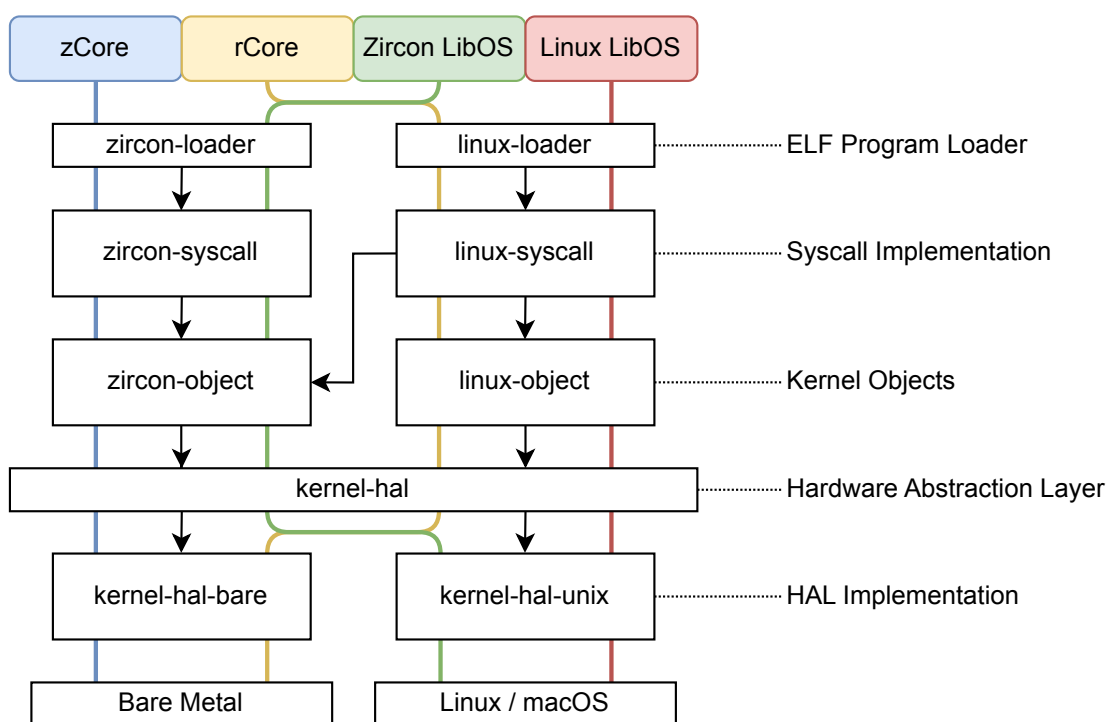 zCore
rCore
Zircon LibOS
Linux LibOS
zircon-loader
linux-loader
ELF Program Loader
zircon-syscall
linux-syscall
Syscall Implementation
zircon-object
linux-object
Kernel Objects
kernel-hal
Hardware Abstraction Layer
kernel-hal-bare
kernel-hal-unix
HAL Implementation
Bare Metal
Linux / macOS